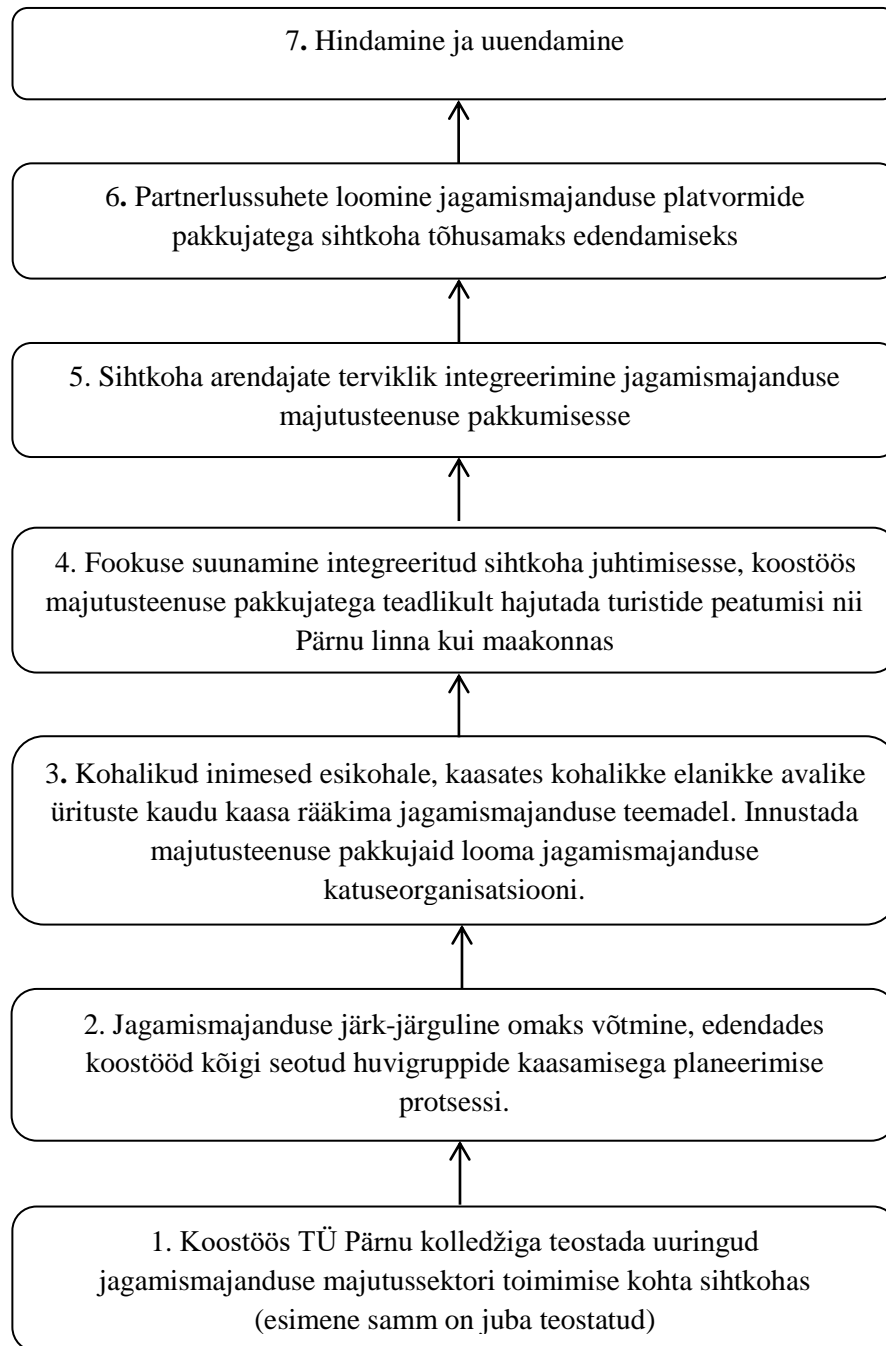 7. Hindamine ja uuendamine
6. Partnerlussuhete loomine jagamismajanduse platvormide
pakkujatega sihtkoha tõhusamaks edendamiseks
5. Sihtkoha arendajate terviklik integreerimine jagamismajanduse
majutusteenuse pakkumisesse
4. Fookuse suunamine integreeritud sihtkoha juhtimisesse, koostöös
majutusteenuse pakkujatega teadlikult hajutada turistide peatumisi nii
Pärnu linna kui maakonnas
3. Kohalikud inimesed esikohale, kaasates kohalikke elanikke avalike
ürituste kaudu kaasa rääkima jagamismajanduse teemadel. Innustada
majutusteenuse pakkujaid looma jagamismajanduse
katuseorganisatsiooni.
2. Jagamismajanduse järk-järguline omaks võtmine, edendades
koostööd kõigi seotud huvigruppide kaasamisega planeerimise
protsessi.
1. Koostöös TÜ Pärnu kolledžiga teostada uuringud
jagamismajanduse majutussektori toimimise kohta sihtkohas
(esimene samm on juba teostatud)